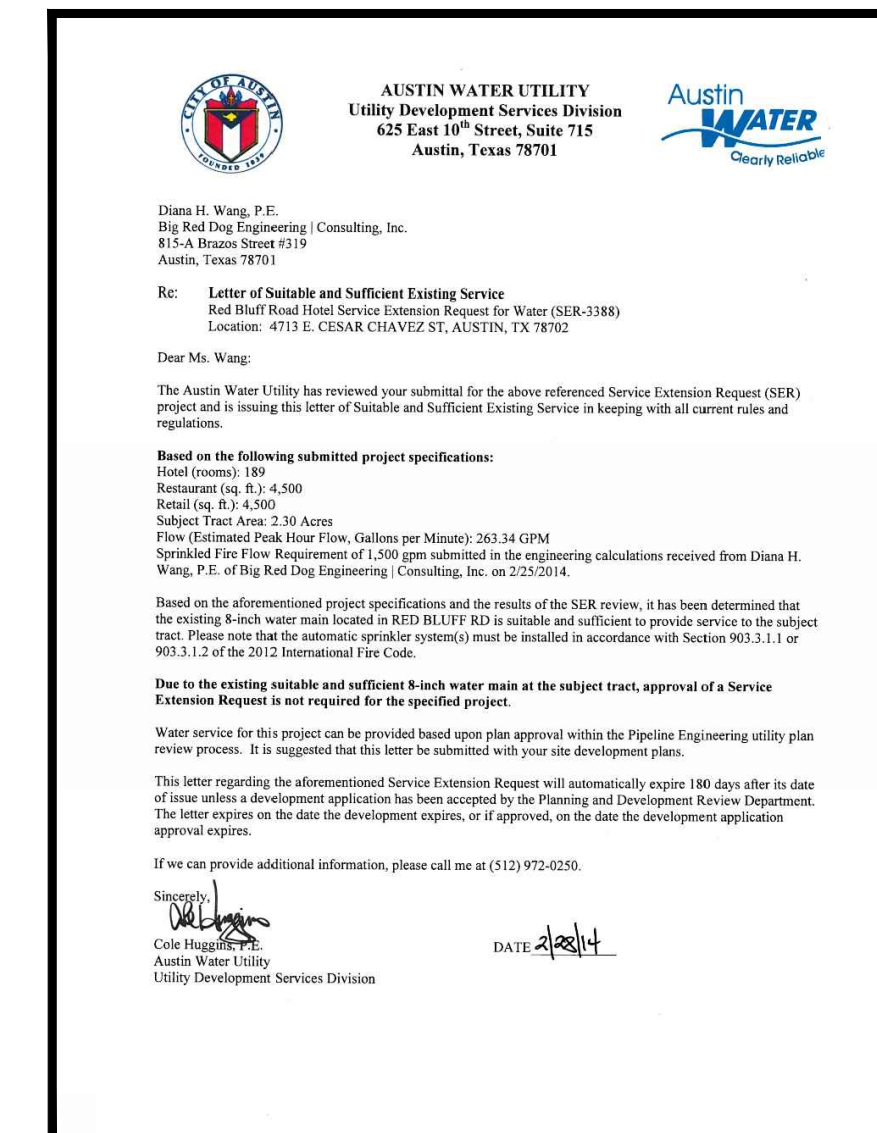 CITY OF AUSTIN
FOUNDED 1839
AUSTIN WATER UTILITY
Utility Development Services Division
625 East 10th Street, Suite 715
Austin, Texas 78701
Austin
WATER
Clearly Reliable
Diana H. Wang, P.E.
Big Red Dog Engineering | Consulting, Inc.
815-A Brazos Street #319
Austin, Texas 78701
Re: Letter of Suitable and Sufficient Existing Service
Red Bluff Road Hotel Service Extension Request for Water (SER-3388)
Location: 4713 E. CESAR CHAVEZ ST, AUSTIN, TX 78702
Dear Ms. Wang:
The Austin Water Utility has reviewed your submittal for the above referenced Service Extension Request (SER)
project and is issuing this letter of Suitable and Sufficient Existing Service in keeping with all current rules and
regulations.
Based on the following submitted project specifications:
Hotel (rooms): 189
Restaurant (sq. ft.): 4,500
Retail (sq. ft.): 4,500
Subject Tract Area: 2.30 Acres
Flow (Estimated Peak Hour Flow, Gallons per Minute): 263.34 GPM
Sprinkled Fire Flow Requirement of 1,500 gpm submitted in the engineering calculations received from Diana H.
Wang, P.E. of Big Red Dog Engineering | Consulting, Inc. on 2/25/2014.
Based on the aforementioned project specifications and the results of the SER review, it has been determined that
the existing 8-inch water main located in RED BLUFF RD is suitable and sufficient to provide service to the subject
tract. Please note that the automatic sprinkler system(s) must be installed in accordance with Section 903.3.1.1 or
903.3.1.2 of the 2012 International Fire Code.
Due to the existing suitable and sufficient 8-inch water main at the subject tract, approval of a Service
Extension Request is not required for the specified project.
Water service for this project can be provided based upon plan approval within the Pipeline Engineering utility plan
review process. It is suggested that this letter be submitted with your site development plans.
This letter regarding the aforementioned Service Extension Request will automatically expire 180 days after its date
of issue unless a development application has been accepted by the Planning and Development Review Department.
The letter expires on the date the development expires, or if approved, on the date the development application
approval expires.
If we can provide additional information, please call me at (512) 972-0250.
Sincerely,
Cole Huggins
Cole Huggins, P.E.
DATE 2/28/14
Austin Water Utility
Utility Development Services Division